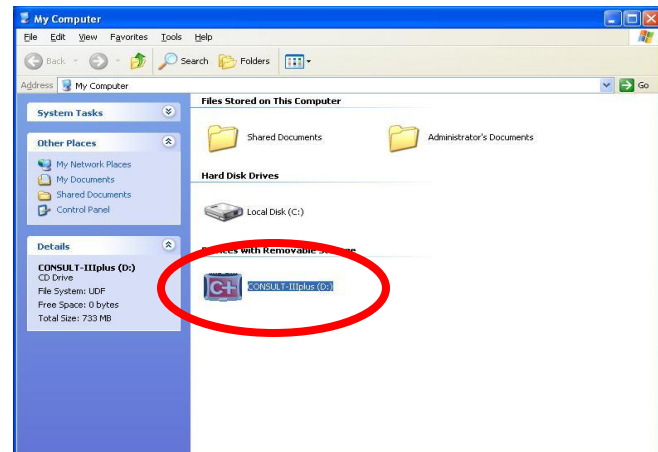 My Computer
File Edit View Favorites Tools Help
Back Search Folders
Address My Computer Go
Files Stored on This Computer
System Tasks
Shared Documents Administrator's Documents
Other Places
My Network Places
My Documents
Shared Documents
Control Panel
Hard Disk Drives
Local Disk (C:)
Devices with Removable Storage
Details
CONSULT-IIIplus (D:)
CD Drive
File System: UDF
Free Space: 0 bytes
Total Size: 733 MB
C+ CONSULT-IIIplus (D:)